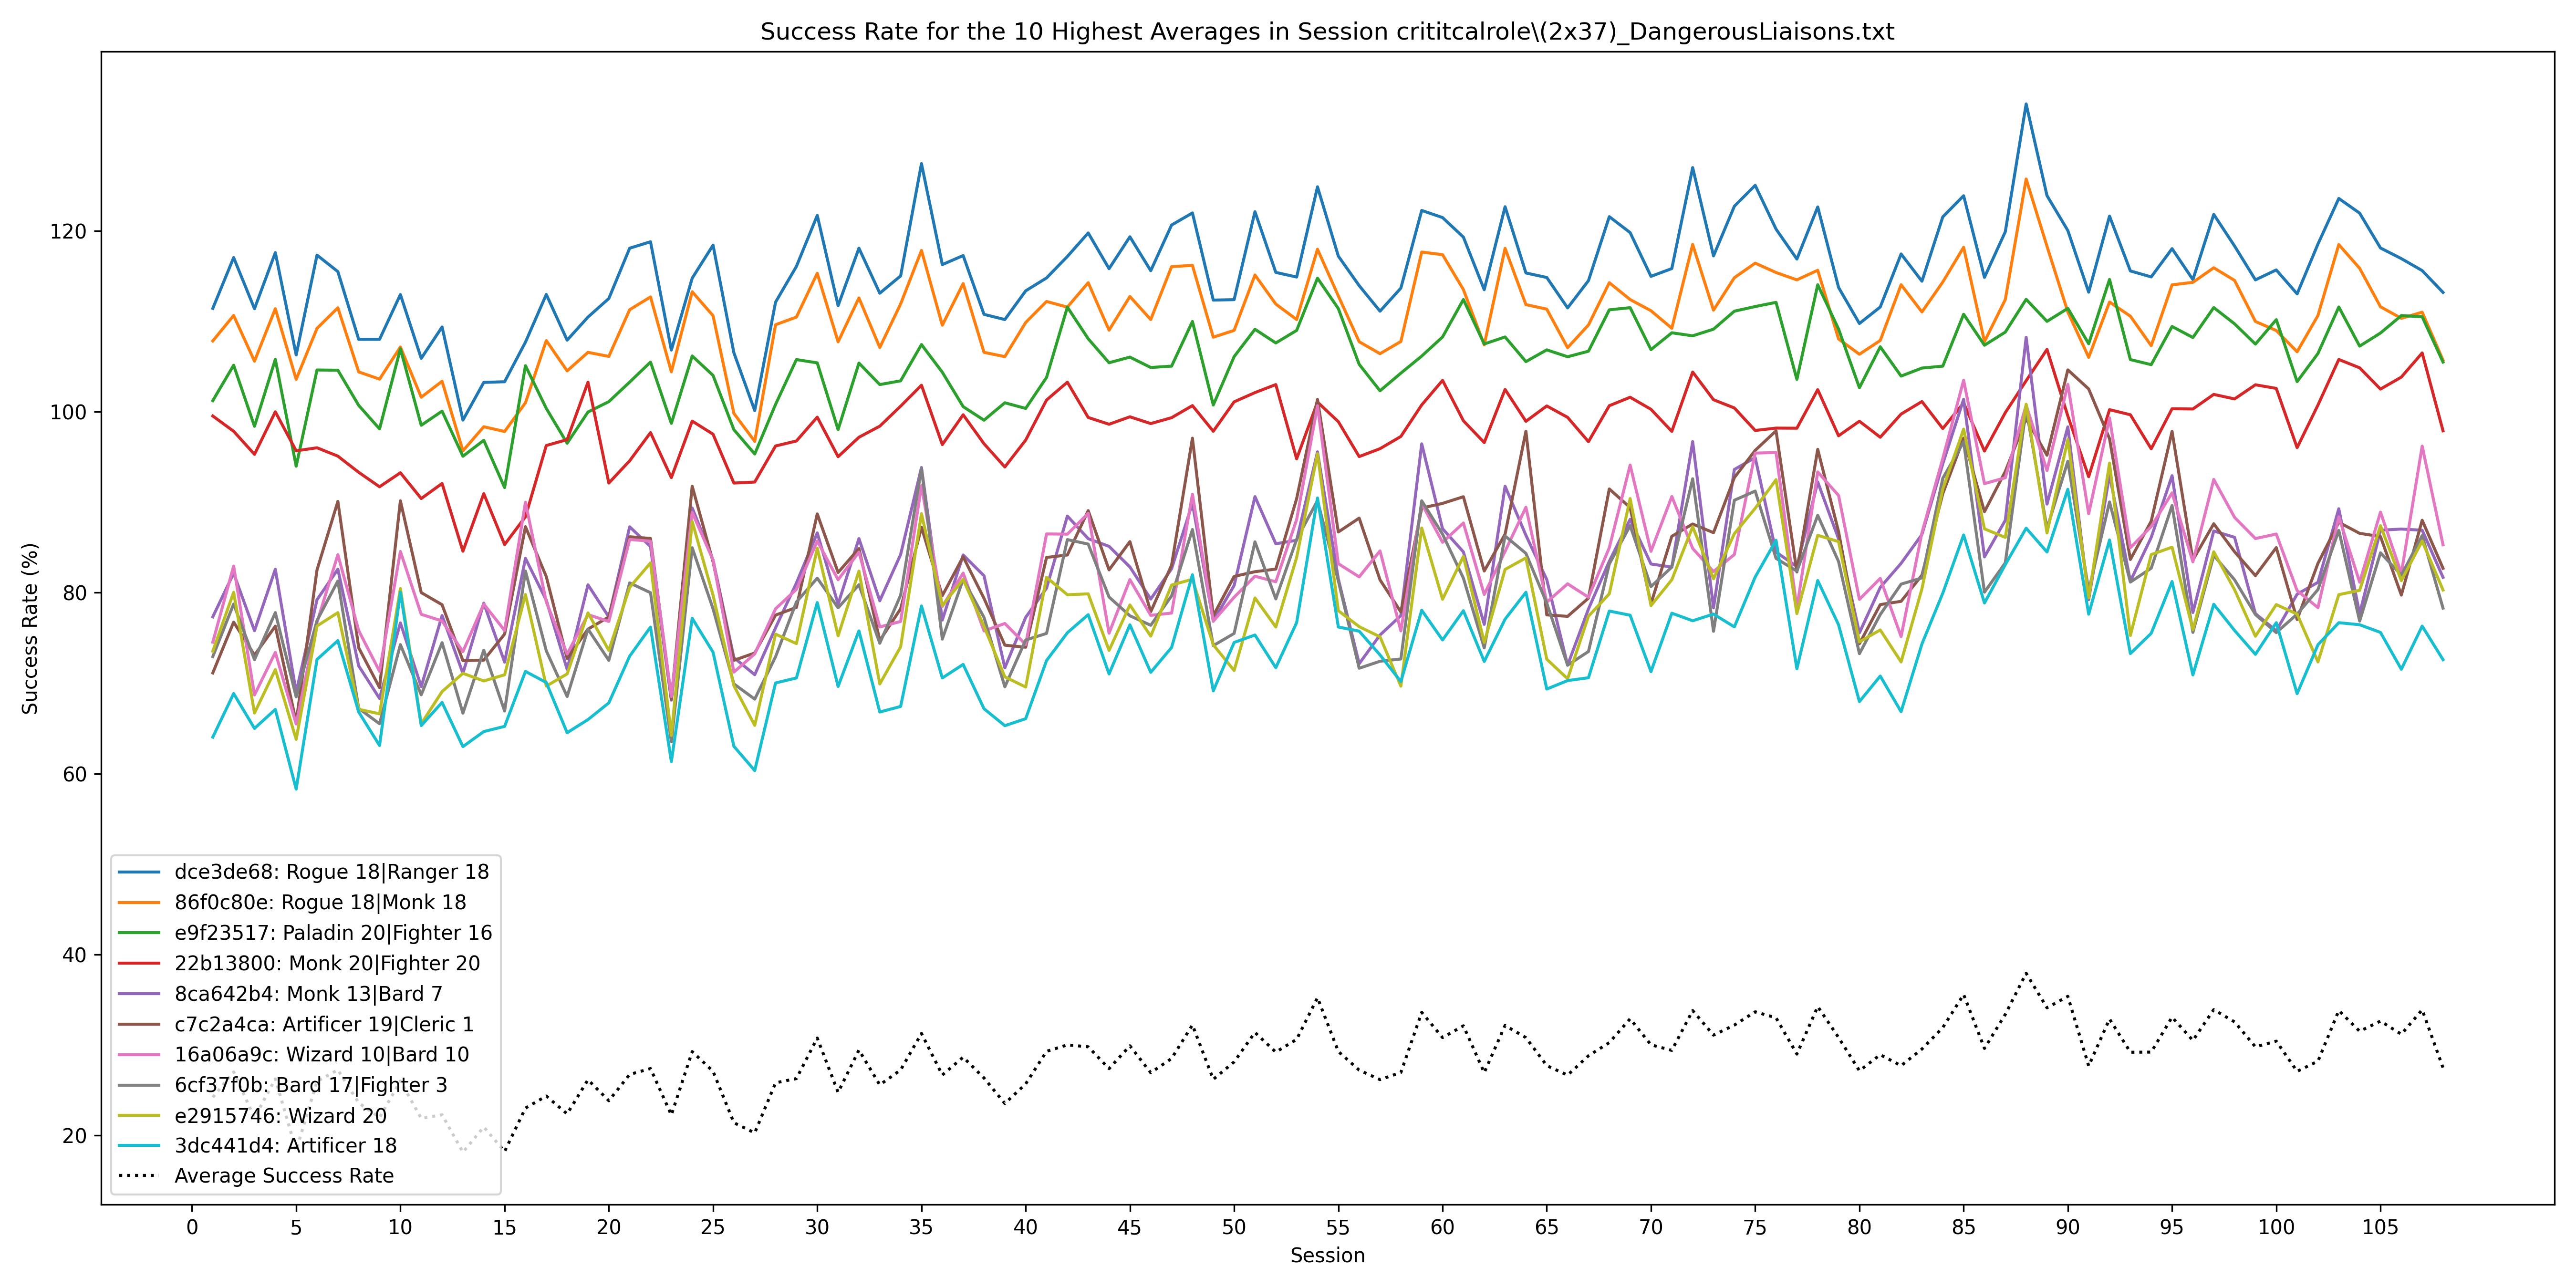 Success Rate for the 10 Highest Averages in Session crititcalrole\(2x37)_DangerousLiaisons.txt
Success Rate (%)
120
100
80
60
40
20
dce3de68: Rogue 18|Ranger 18
86f0c80e: Rogue 18|Monk 18
e9f23517: Paladin 20|Fighter 16
22b13800: Monk 20|Fighter 20
8ca642b4: Monk 13|Bard 7
c7c2a4ca: Artificer 19|Cleric 1
16a06a9c: Wizard 10|Bard 10
6cf37f0b: Bard 17|Fighter 3
e2915746: Wizard 20
3dc441d4: Artificer 18
Average Success Rate
0 5 10 15 20 25 30 35 40 45 50 55 60 65 70 75 80 85 90 95 100 105
Session